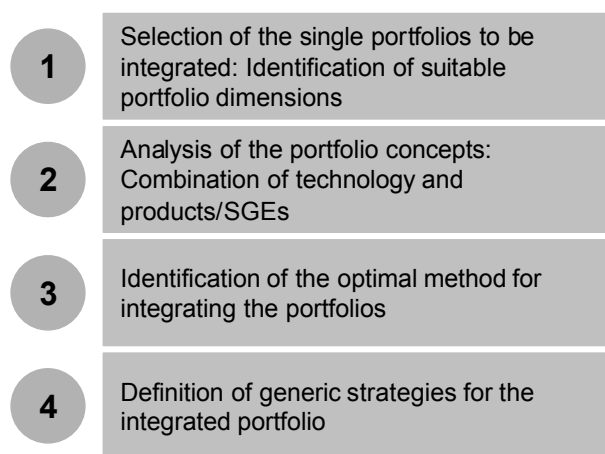 1
Selection of the single portfolios to be
integrated: Identification of suitable
portfolio dimensions
2
Analysis of the portfolio concepts:
Combination of technology and
products/SGEs
3
Identification of the optimal method for
integrating the portfolios
4
Definition of generic strategies for the
integrated portfolio